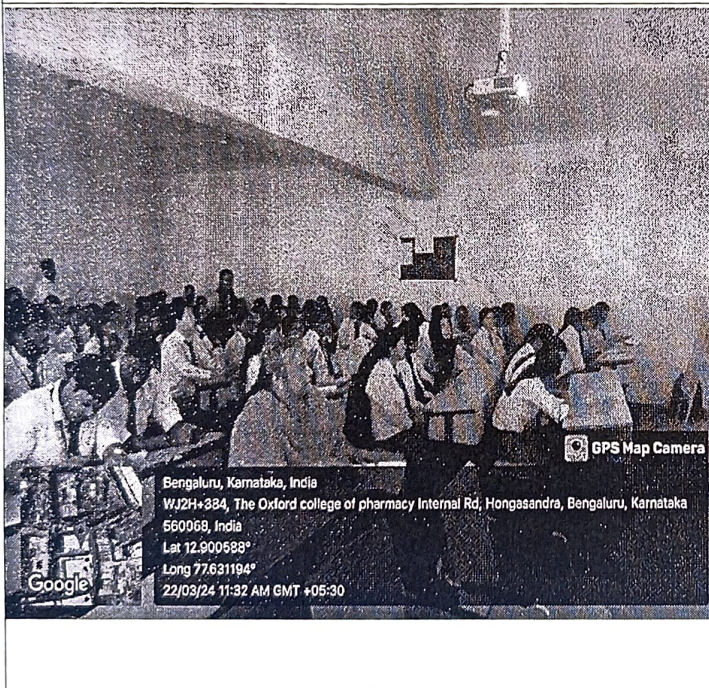 GPS Map Camera
Bengaluru, Karnataka, India
WJ2H+384, The Oxford college of pharmacy Internal Rd, Hongasandra, Bengaluru, Karnataka
560068, India
Lat 12.900588°
Long 77.631194°
22/03/24 11:32 AM GMT +05:30
Google